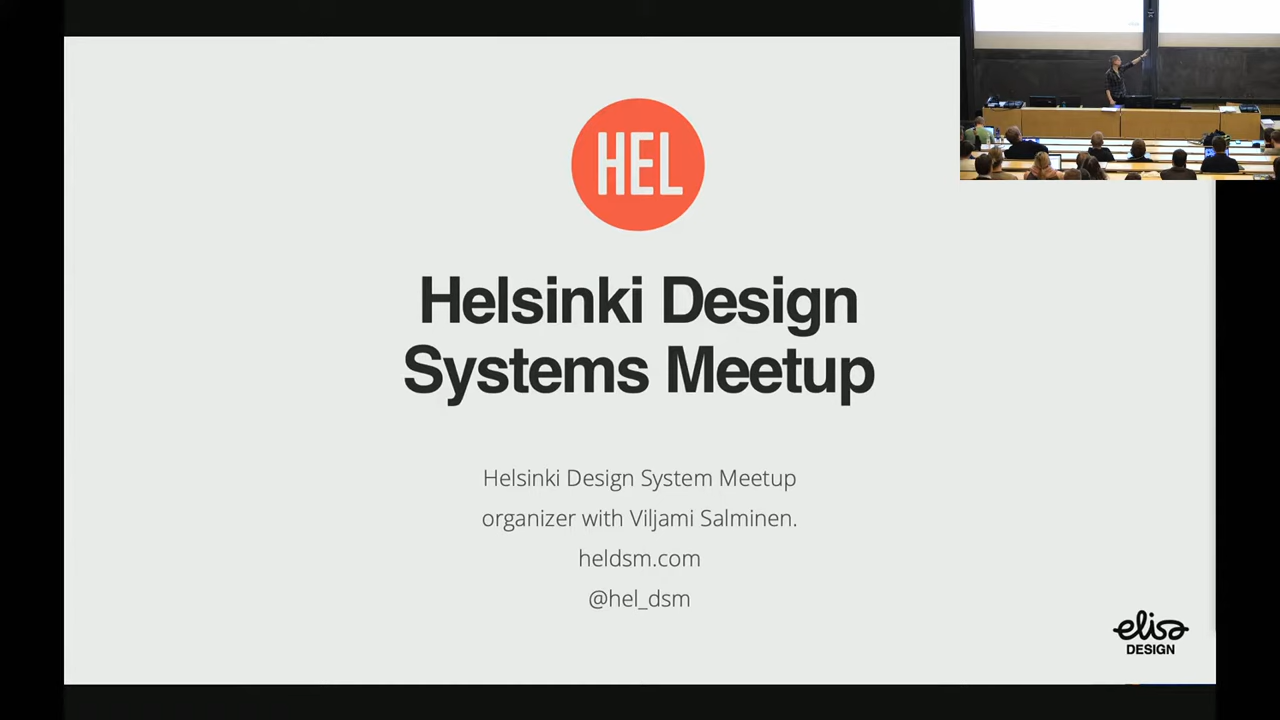 HEL
Helsinki Design
Systems Meetup
Helsinki Design System Meetup
organizer with Viljami Salminen.
heldsm.com
@hel_dsm
elisa
DESIGN